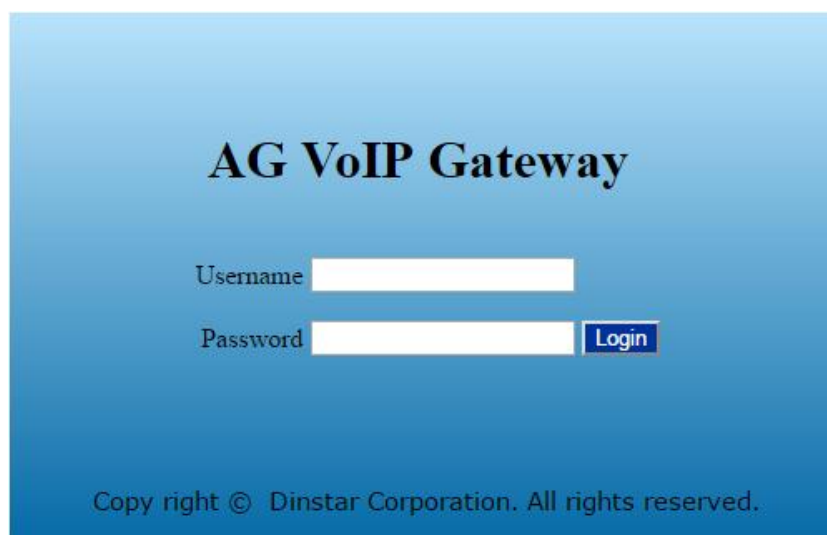 AG VoIP Gateway
Username
Password Login
Copy right © Dinstar Corporation. All rights reserved.